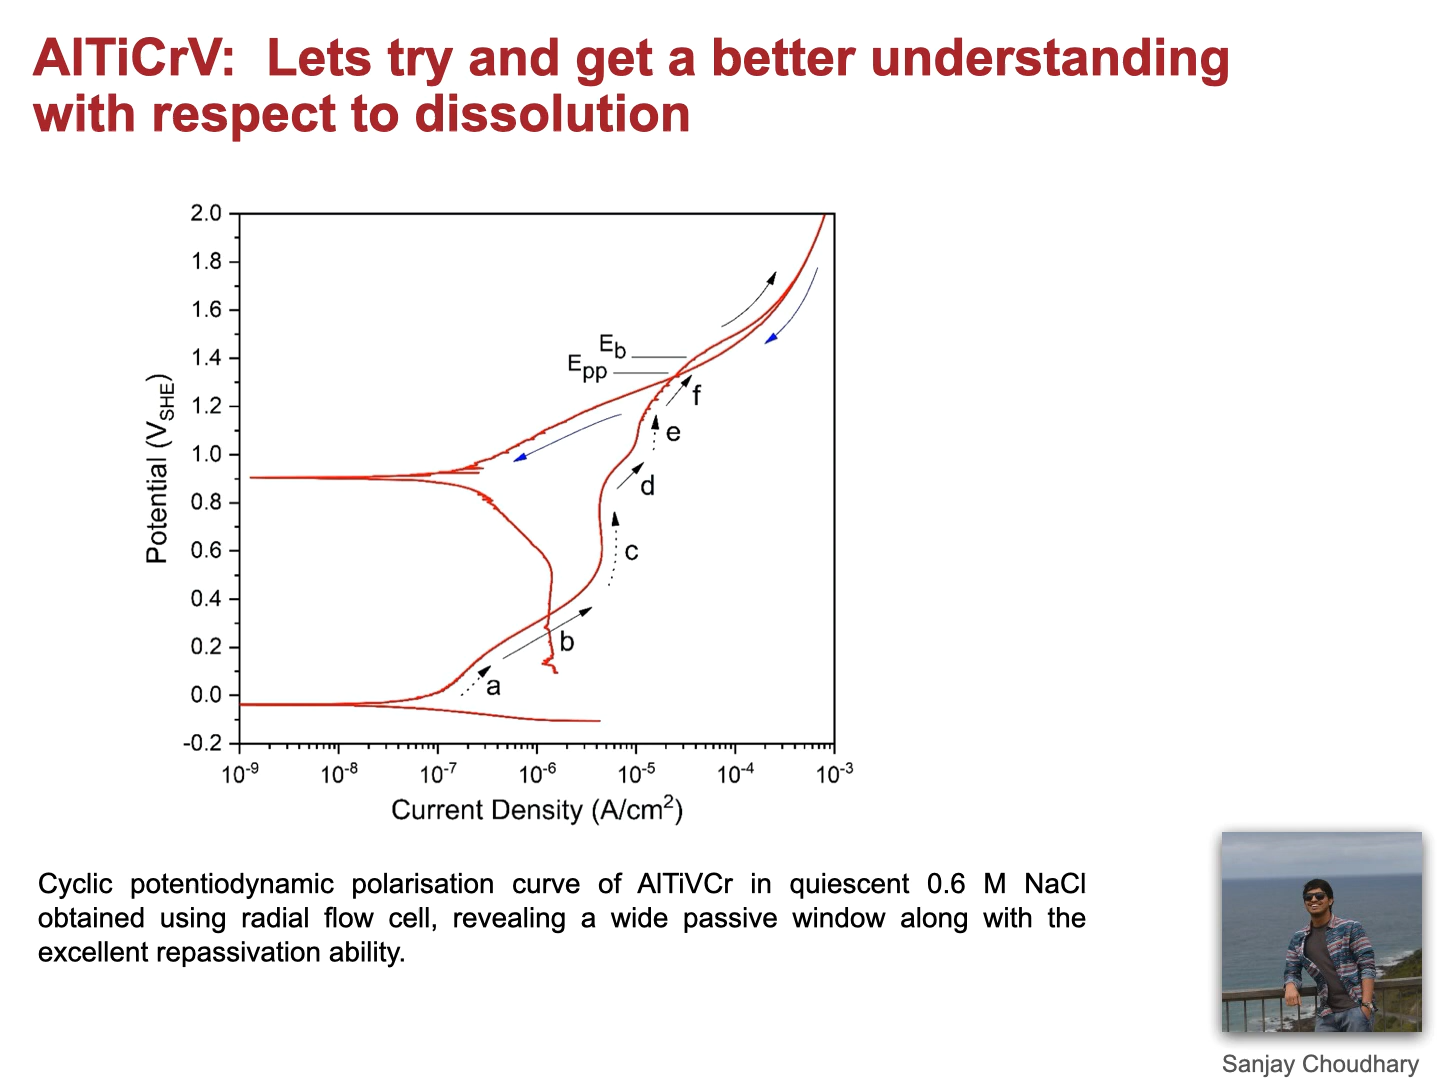 AlTiCrV:  Lets try and get a better understanding
with respect to dissolution
2.0
1.8
1.6
1.4
1.2
1.0
0.8
0.6
0.4
0.2
0.0
-0.2
Potential (V_SHE)
E_b
E_pp
f
e
d
c
b
a
10^-9 10^-8 10^-7 10^-6 10^-5 10^-4 10^-3
Current Density (A/cm²)
Cyclic potentiodynamic polarisation curve of AlTiVCr in quiescent 0.6 M NaCl
obtained using radial flow cell, revealing a wide passive window along with the
excellent repassivation ability.
Sanjay Choudhary